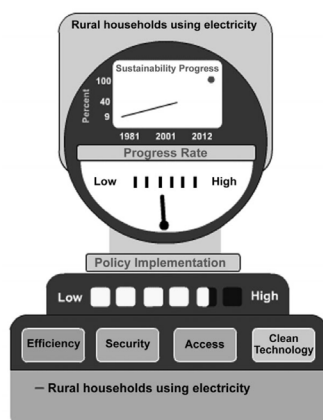 Rural households using electricity
Sustainability Progress
Percent
100
40
9
1981 2001 2012
Progress Rate
Low High
Policy Implementation
Low High
Efficiency Security Access Clean
Technology
– Rural households using electricity